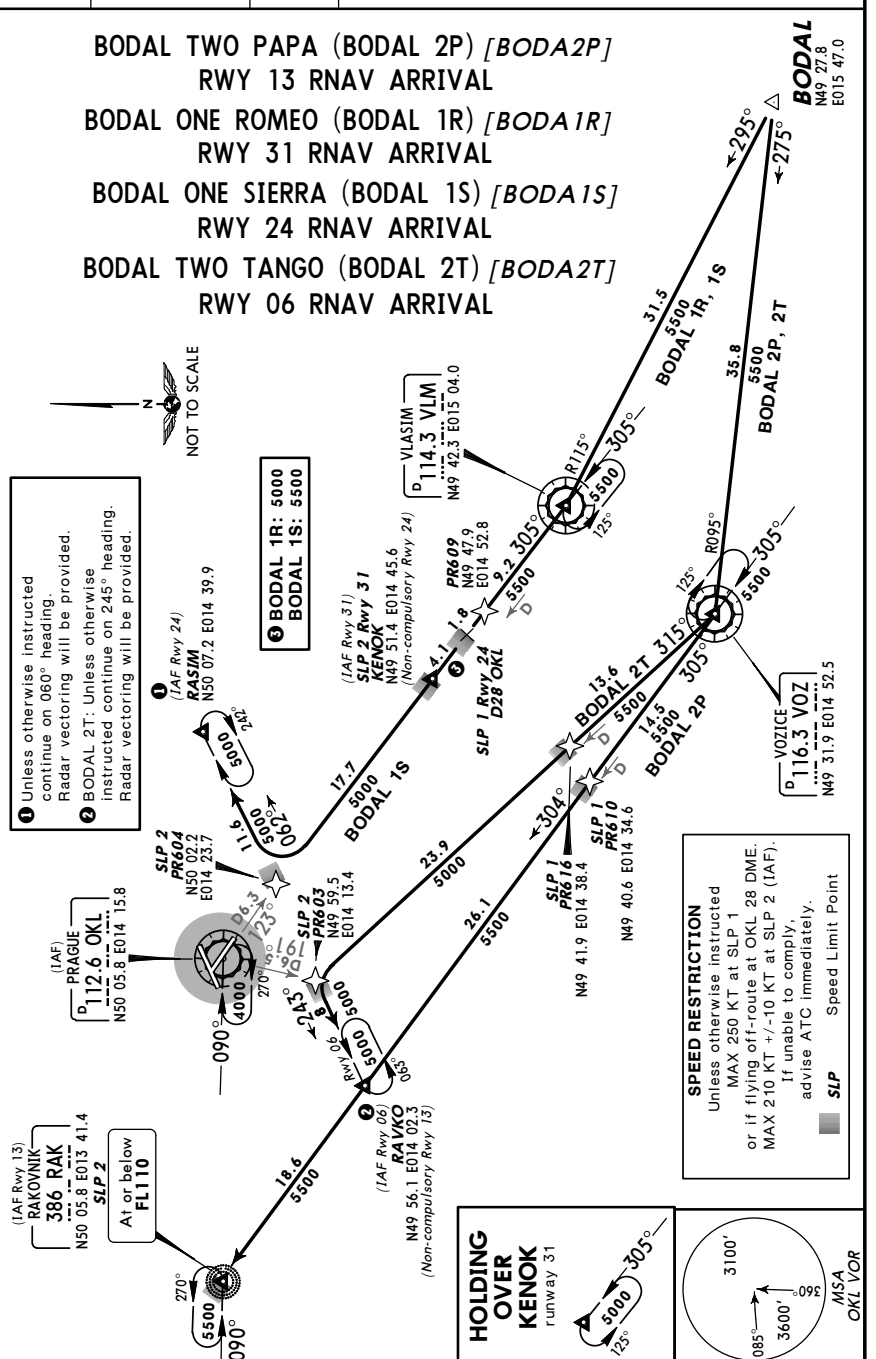 BODAL TWO PAPA (BODAL 2P) [BODA2P]
RWY 13 RNAV ARRIVAL
BODAL ONE ROMEO (BODAL 1R) [BODA1R]
RWY 31 RNAV ARRIVAL
BODAL ONE SIERRA (BODAL 1S) [BODA1S]
RWY 24 RNAV ARRIVAL
BODAL TWO TANGO (BODAL 2T) [BODA2T]
RWY 06 RNAV ARRIVAL
BODAL
N49 27.8
E015 47.0
295°
275°
31.5
5500
BODAL 1R, 1S
35.8
5500
BODAL 2P, 2T
N
NOT TO SCALE
1 Unless otherwise instructed
continue on 060° heading.
Radar vectoring will be provided.
2 BODAL 2T: Unless otherwise
instructed continue on 245° heading.
Radar vectoring will be provided.
3 BODAL 1R: 5000
BODAL 1S: 5500
VLASIM
D 114.3 VLM
N49 42.3 E015 04.0
R115°
305°
5500
125°
305°
9.2
5500
PR609
N49 47.9
E014 52.8
D
1.8
4.1
3
SLP 1 Rwy 24
D28 OKL
(IAF Rwy 31)
SLP 2 Rwy 31
KENOK
N49 51.4 E014 45.6
(Non-compulsory Rwy 24)
17.7
5000
BODAL 1S
1
(IAF Rwy 24)
RASIM
N50 07.2 E014 39.9
242°
5000
11.6
5000
062°
SLP 2
PR604
N50 02.2
E014 23.7
(IAF)
PRAGUE
D 112.6 OKL
N50 05.8 E014 15.8
D6.3
123°
D6.5
191°
270°
4000
090°
SLP 2
PR603
N49 59.5
E014 13.4
243°
8
5000
Rwy 06
5000
063°
2
(IAF Rwy 06)
RAVKO
N49 56.1 E014 02.3
(Non-compulsory Rwy 13)
23.9
5000
26.1
5500
304°
SLP 1
PR616
N49 41.9 E014 38.4
SLP 1
PR610
N49 40.6 E014 34.6
D
D
13.6
BODAL 2T
5500
315°
14.5
5500
BODAL 2P
305°
R095°
125°
305°
5500
VOZICE
D 116.3 VOZ
N49 31.9 E014 52.5
18.6
5500
(IAF Rwy 13)
RAKOVNIK
386 RAK
N50 05.8 E013 41.4
SLP 2
At or below
FL110
270°
5500
090°
SPEED RESTRICTION
Unless otherwise instructed
MAX 250 KT at SLP 1
or if flying off-route at OKL 28 DME.
MAX 210 KT +/-10 KT at SLP 2 (IAF).
If unable to comply,
advise ATC immediately.
SLP Speed Limit Point
HOLDING
OVER
KENOK
runway 31
305°
5000
125°
3100'
360°
085°
3600'
MSA
OKL VOR